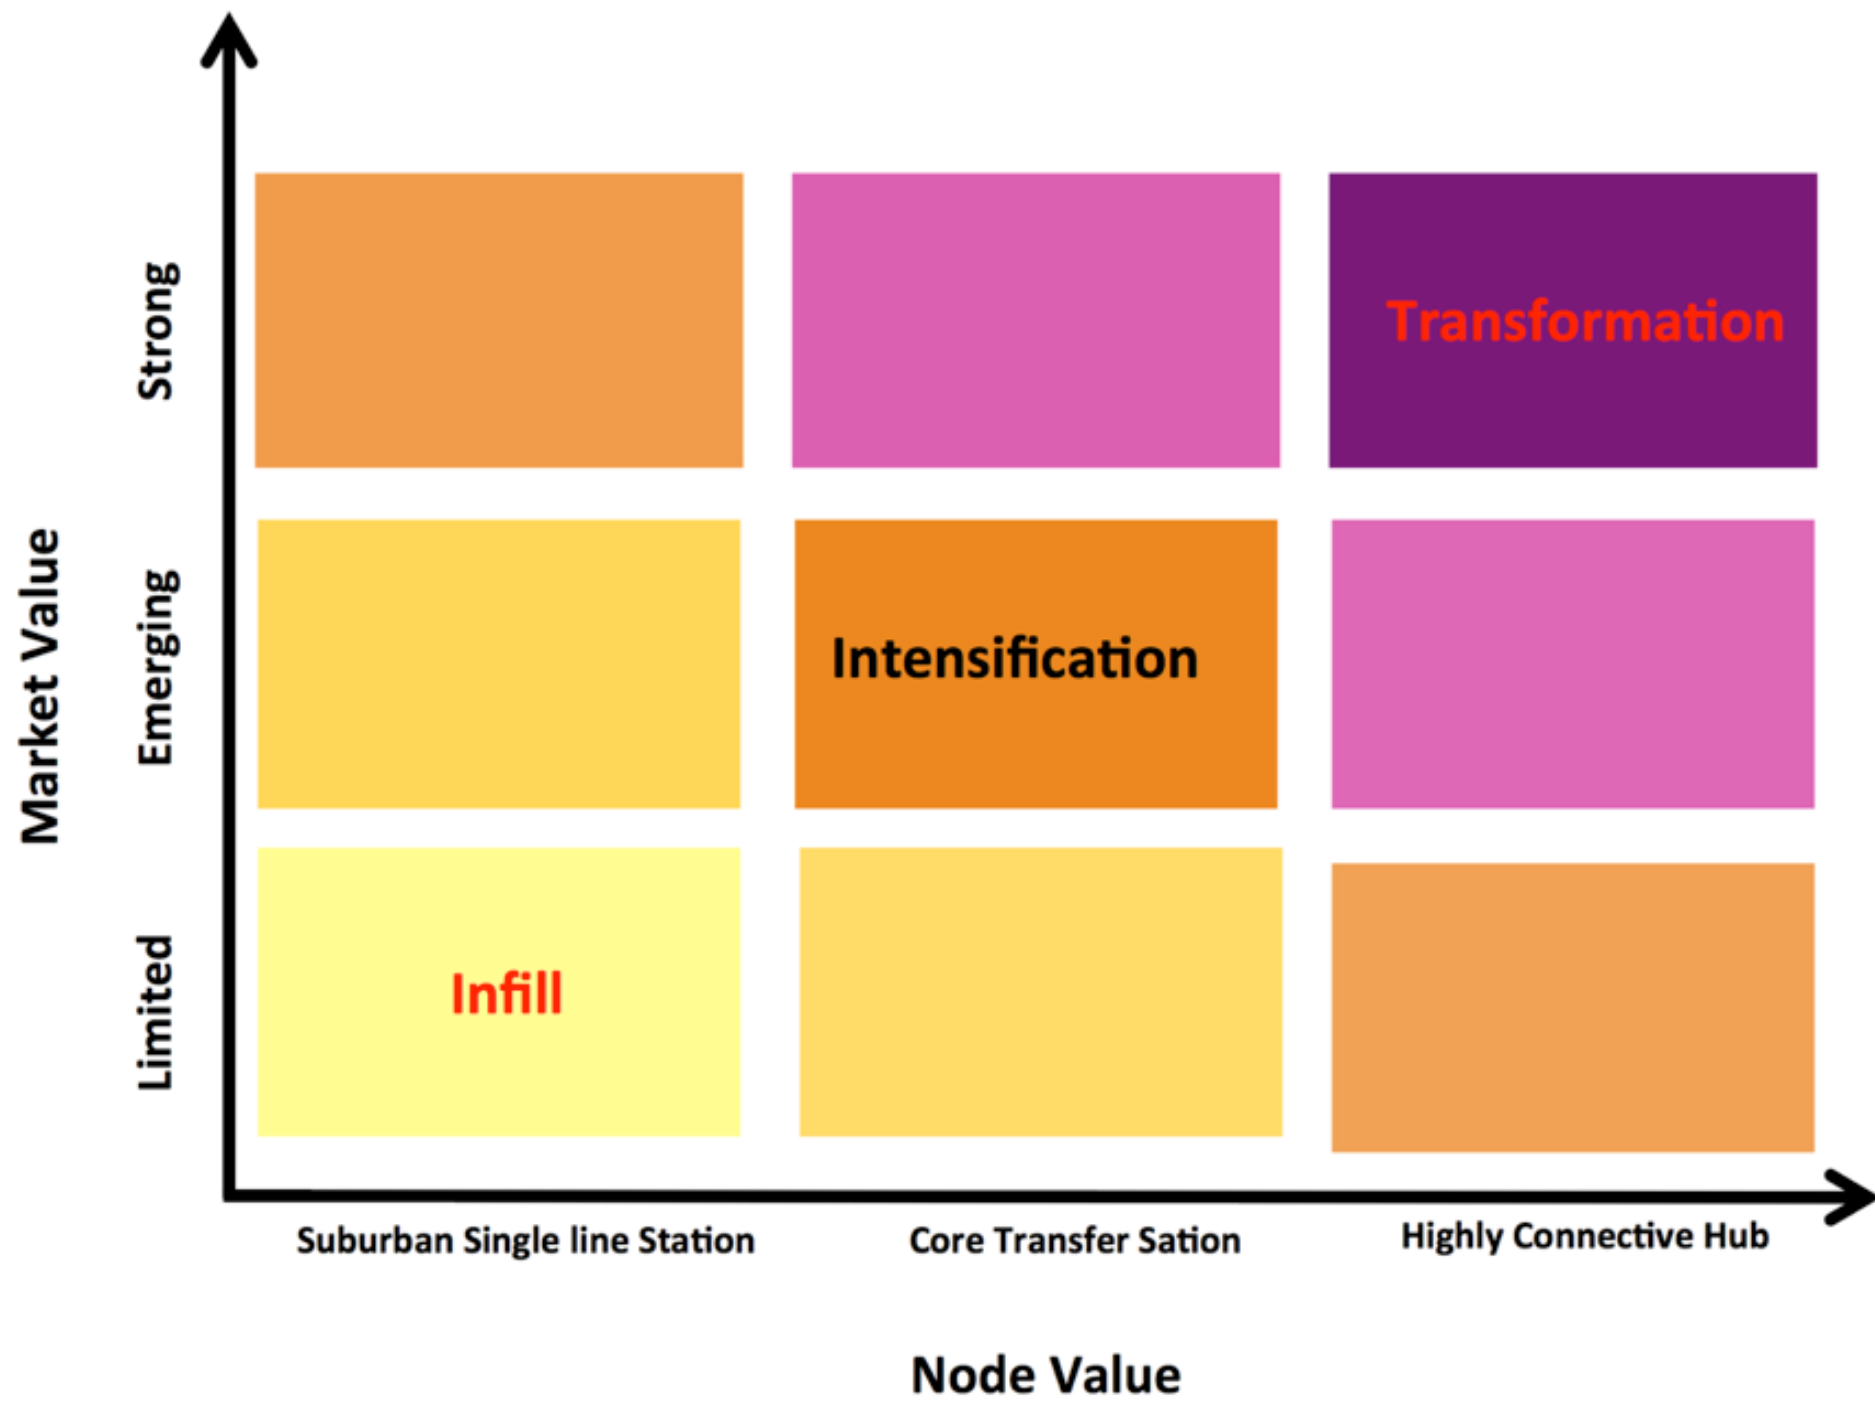 Market Value
Strong
Emerging
Limited
Transformation
Intensification
Infill
Suburban Single line Station
Core Transfer Sation
Highly Connective Hub
Node Value